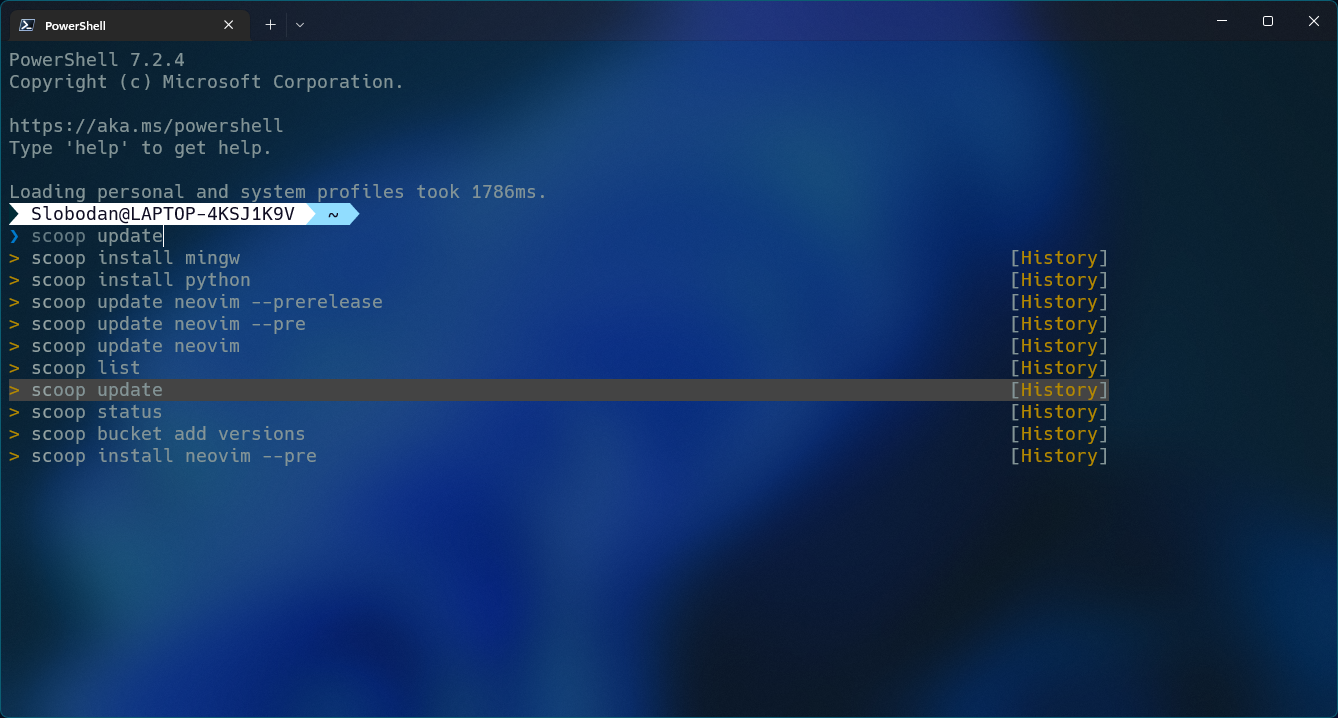 PowerShell
PowerShell 7.2.4
Copyright (c) Microsoft Corporation.
https://aka.ms/powershell
Type 'help' to get help.
Loading personal and system profiles took 1786ms.
Slobodan@LAPTOP-4KSJ1K9V ~
❯ scoop update
> scoop install mingw [History]
> scoop install python [History]
> scoop update neovim --prerelease [History]
> scoop update neovim --pre [History]
> scoop update neovim [History]
> scoop list [History]
> scoop update [History]
> scoop status [History]
> scoop bucket add versions [History]
> scoop install neovim --pre [History]